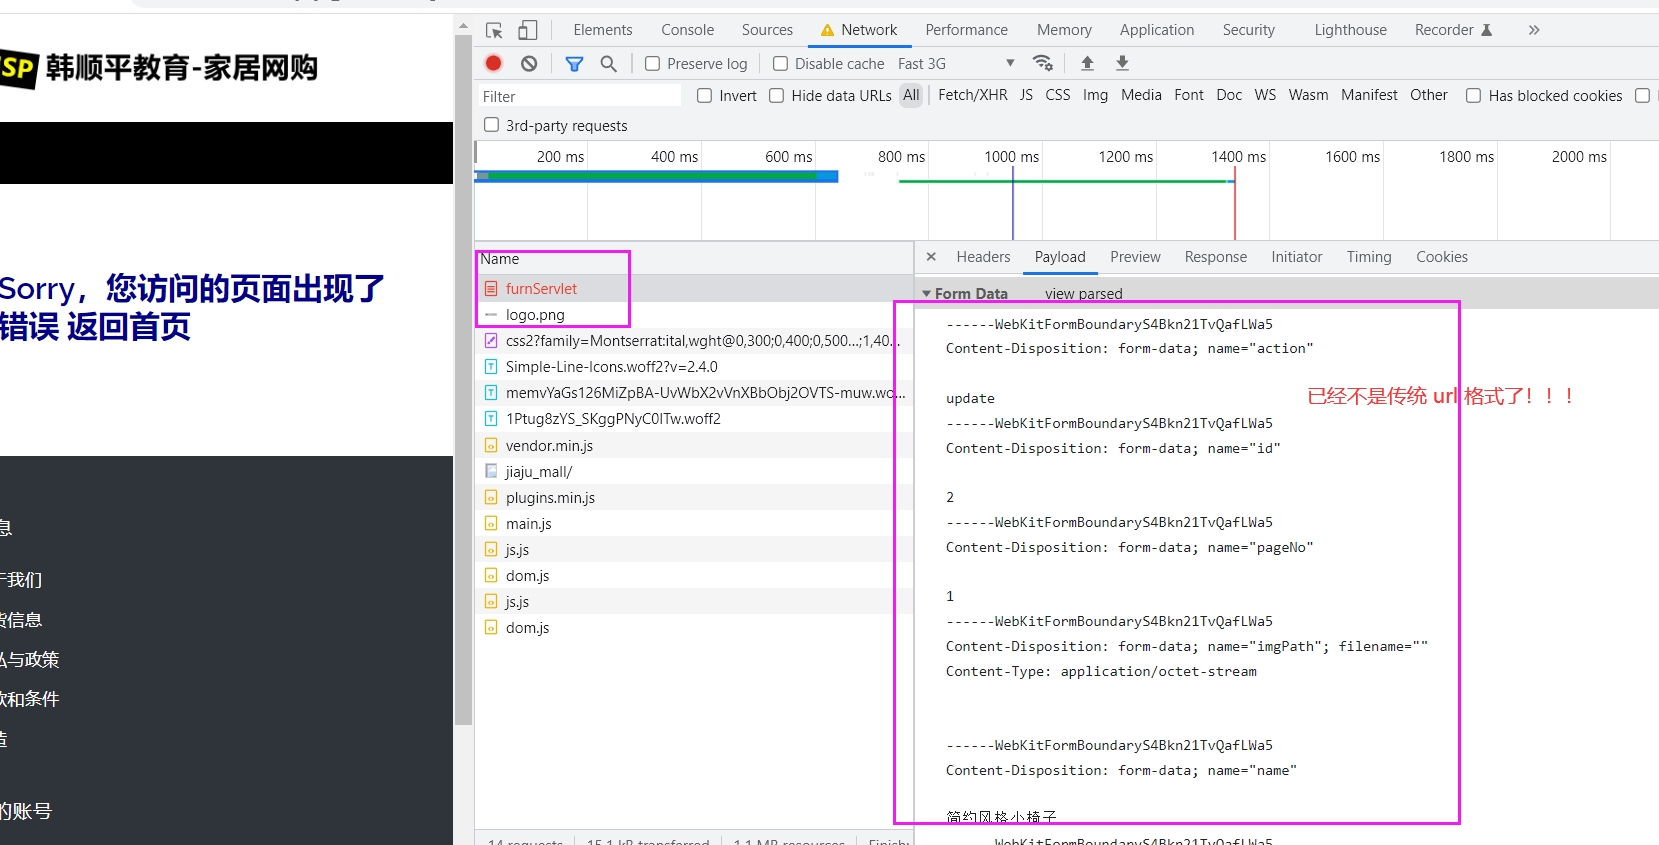 SP 韩顺平教育-家居网购
Sorry，您访问的页面出现了
错误 返回首页
息
于我们
货信息
私与政策
款和条件
造
的账号
Elements Console Sources Network Performance Memory Application Security Lighthouse Recorder »
Preserve log Disable cache Fast 3G
Filter Invert Hide data URLs All Fetch/XHR JS CSS Img Media Font Doc WS Wasm Manifest Other Has blocked cookies
3rd-party requests
200 ms 400 ms 600 ms 800 ms 1000 ms 1200 ms 1400 ms 1600 ms 1800 ms 2000 ms
Name
furnServlet
logo.png
css2?family=Montserrat:ital,wght@0,300;0,400;0,500...;1,40...
Simple-Line-Icons.woff2?v=2.4.0
memvYaGs126MiZpBA-UvWbX2vVnXBbObj2OVTS-muw.wo...
1Ptug8zYS_SKggPNyC0ITw.woff2
vendor.min.js
jiaju_mall/
plugins.min.js
main.js
js.js
dom.js
js.js
dom.js
14 requests 15.1 kB transferred 1.1 MB resources Finish:
× Headers Payload Preview Response Initiator Timing Cookies
Form Data view parsed
------WebKitFormBoundaryS4Bkn21TvQafLWa5
Content-Disposition: form-data; name="action"
update
已经不是传统 url 格式了！！！
------WebKitFormBoundaryS4Bkn21TvQafLWa5
Content-Disposition: form-data; name="id"
2
------WebKitFormBoundaryS4Bkn21TvQafLWa5
Content-Disposition: form-data; name="pageNo"
1
------WebKitFormBoundaryS4Bkn21TvQafLWa5
Content-Disposition: form-data; name="imgPath"; filename=""
Content-Type: application/octet-stream
------WebKitFormBoundaryS4Bkn21TvQafLWa5
Content-Disposition: form-data; name="name"
简约风格小椅子
------WebKitFormBoundaryS4Bkn21TvQafLWa5